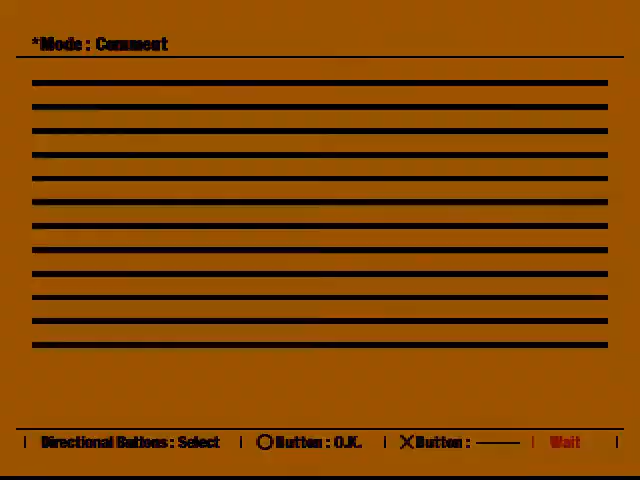 *Mode : Comment
Directional Buttons : Select | ○Button : O.K. | ×Button : ——— | Wait